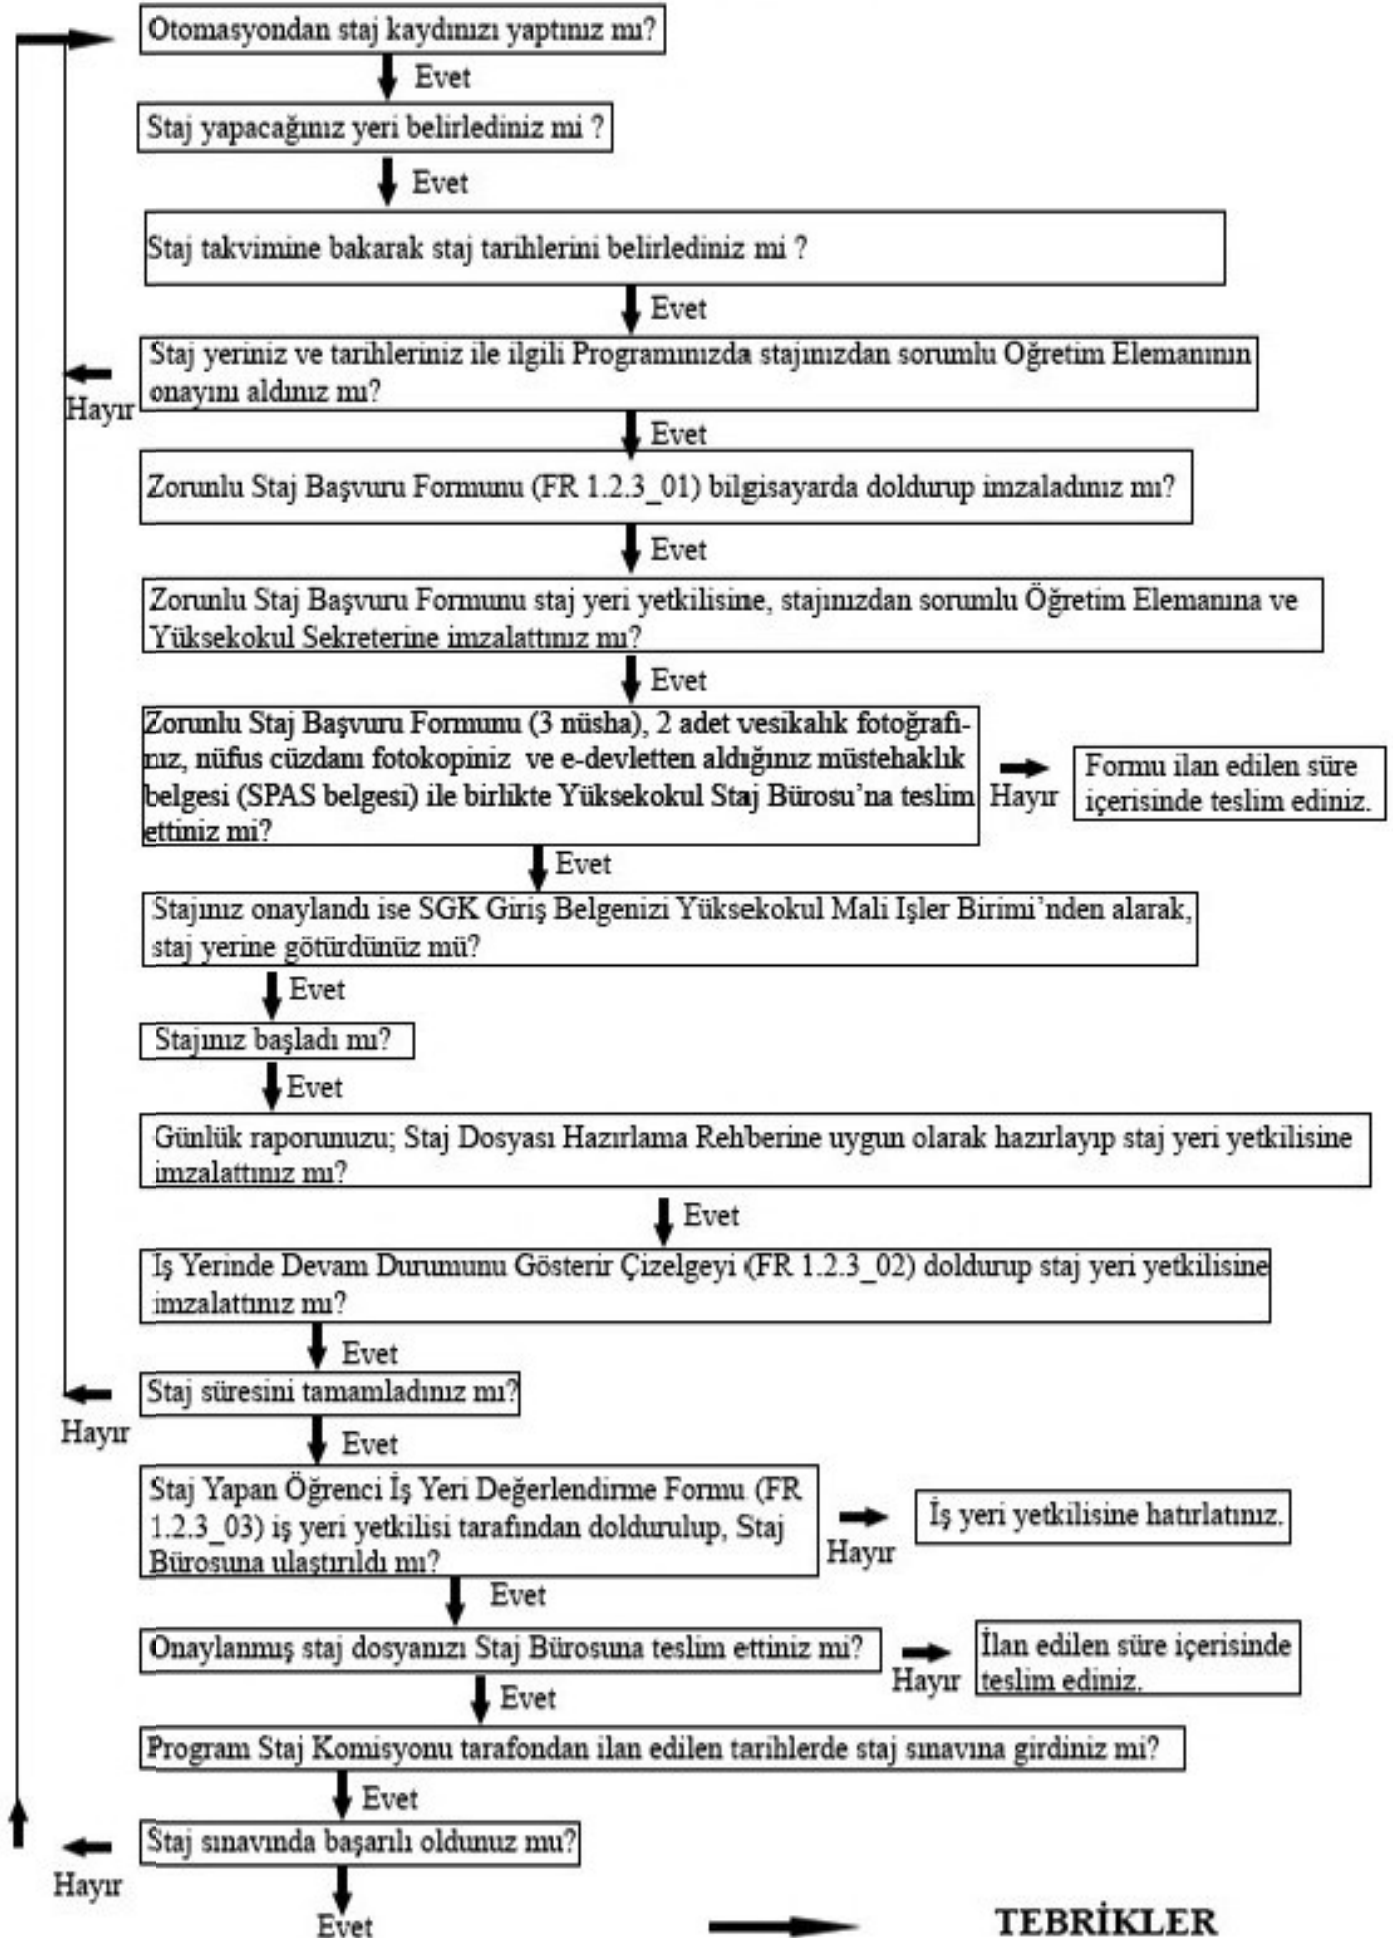 Otomasyondan staj kaydınızı yaptınız mı?
Evet
Staj yapacağınız yeri belirlediniz mi ?
Evet
Staj takvimine bakarak staj tarihlerini belirlediniz mi ?
Evet
Staj yeriniz ve tarihleriniz ile ilgili Programınızda stajınızdan sorumlu Oğretim Elemanının
onayını aldınız mı?
Hayır
Evet
Zorunlu Staj Başvuru Formunu (FR 1.2.3_01) bilgisayarda doldurup imzaladınız mı?
Evet
Zorunlu Staj Başvuru Formunu staj yeri yetkilisine, stajınızdan sorumlu Öğretim Elemanına ve
Yüksekokul Sekreterine imzalattınız mı?
Evet
Zorunlu Staj Başvuru Formunu (3 nüsha), 2 adet vesikalık fotoğrafı-
nız, nüfus cüzdanı fotokopiniz ve e-devletten aldığınız müstehaklık
belgesi (SPAS belgesi) ile birlikte Yüksekokul Staj Bürosu'na teslim
ettiniz mi?
Hayır
Formu ilan edilen süre
içerisinde teslim ediniz.
Evet
Stajınız onaylandı ise SGK Giriş Belgenizi Yüksekokul Mali Işler Birimi'nden alarak,
staj yerine götürdünüz mü?
Evet
Stajınız başladı mı?
Evet
Günlük raporunuzu; Staj Dosyası Hazırlama Rehberine uygun olarak hazırlayıp staj yeri yetkilisine
imzalattınız mı?
Evet
Iş Yerinde Devam Durumunu Gösterir Çizelgeyi (FR 1.2.3_02) doldurup staj yeri yetkilisine
imzalattınız mı?
Evet
Staj süresini tamamladınız mı?
Hayır
Evet
Staj Yapan Öğrenci İş Yeri Değerlendirme Formu (FR
1.2.3_03) iş yeri yetkilisi tarafından doldurulup, Staj
Bürosuna ulaştırıldı mı?
Hayır
İş yeri yetkilisine hatırlatınız.
Evet
Onaylanmış staj dosyanızı Staj Bürosuna teslim ettiniz mi?
Hayır
İlan edilen süre içerisinde
teslim ediniz.
Evet
Program Staj Komisyonu tarafondan ilan edilen tarihlerde staj sınavına girdiniz mi?
Evet
Staj sınavında başarılı oldunuz mu?
Hayır
Evet
TEBRİKLER